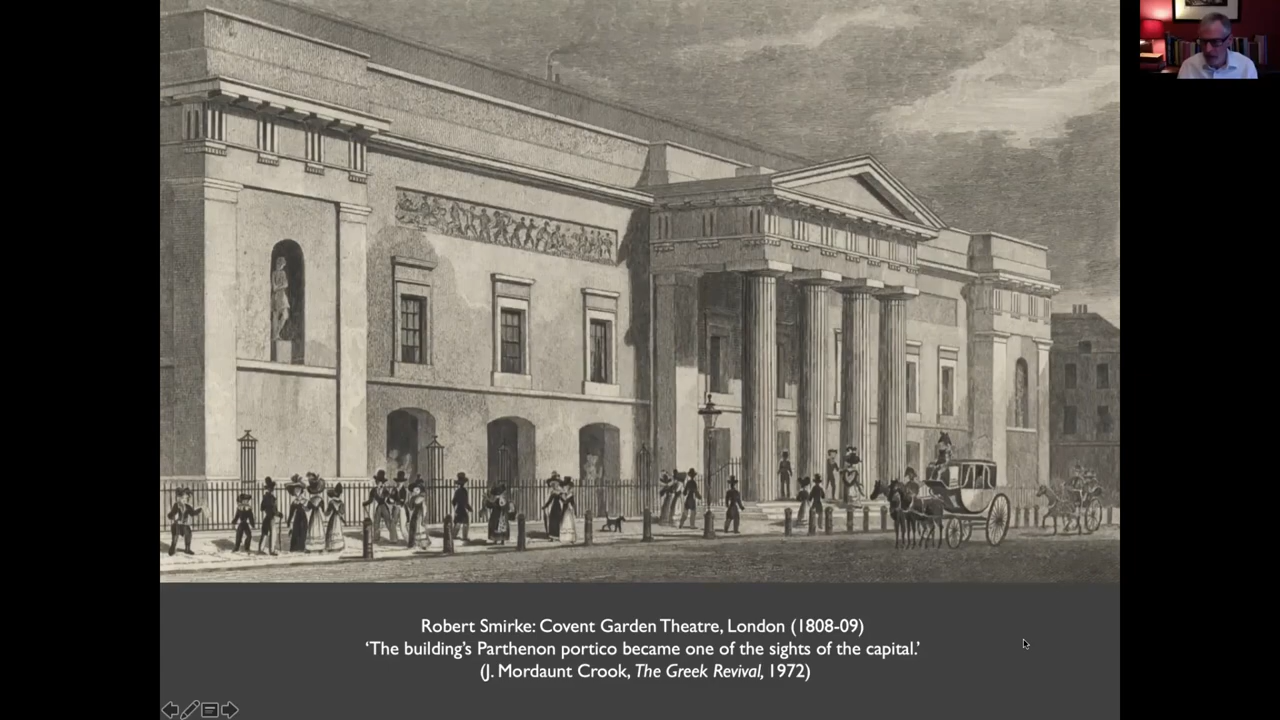 Robert Smirke: Covent Garden Theatre, London (1808-09)
‘The building’s Parthenon portico became one of the sights of the capital.’
(J. Mordaunt Crook, The Greek Revival, 1972)